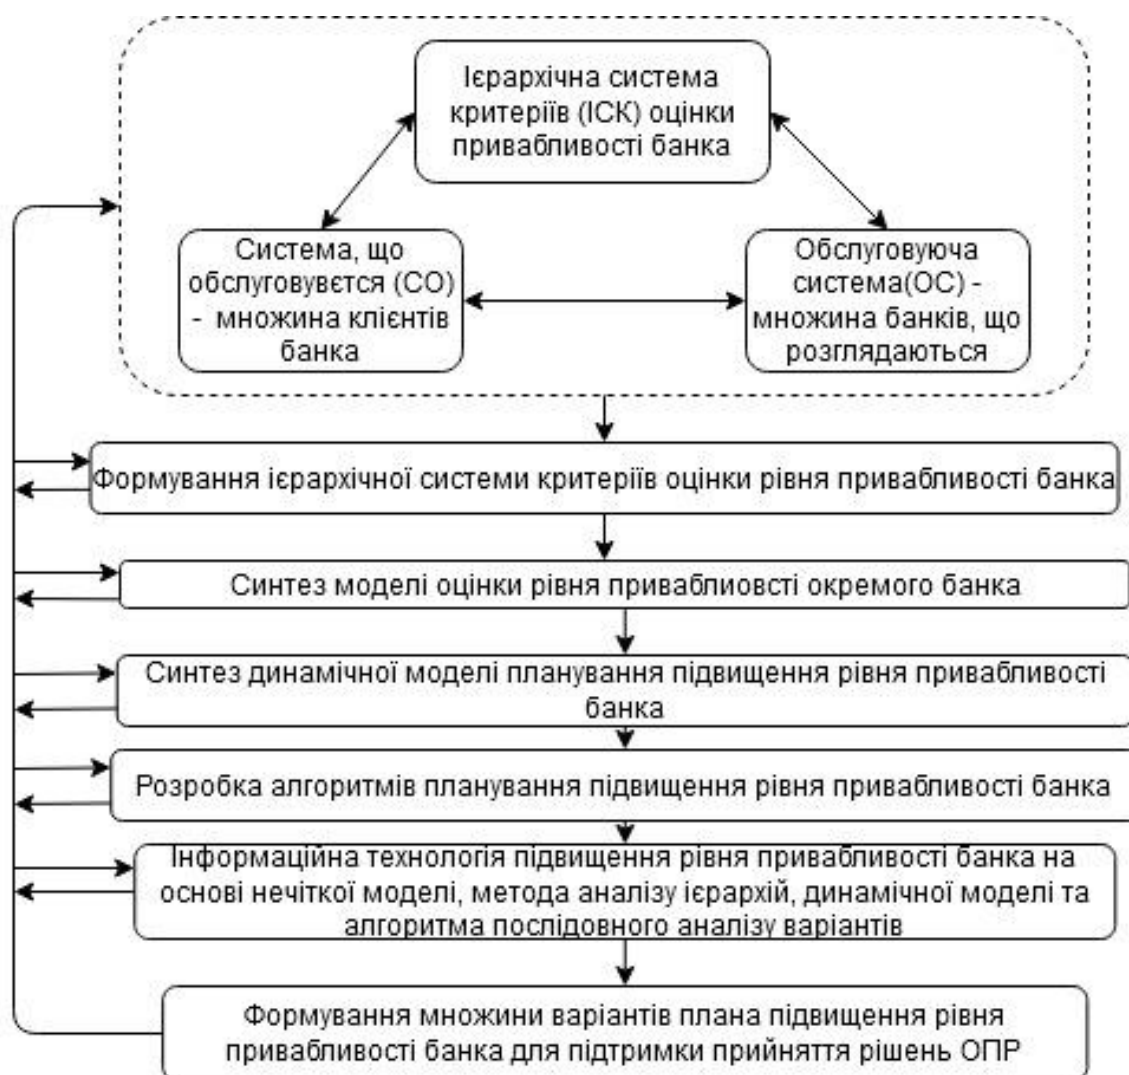 Ієрархічна система
критеріїв (ІСК) оцінки
привабливості банка
Система, що
обслуговувєтся (СО)
- множина клієнтів
банка
Обслуговуюча
система(ОС) -
множина банків, що
розглядаються
Формування ієрархічної системи критеріїв оцінки рівня привабливості банка
Синтез моделі оцінки рівня приваблиовсті окремого банка
Синтез динамічної моделі планування підвищення рівня привабливості
банка
Розробка алгоритмів планування підвищення рівня привабливості банка
Інформаційна технологія підвищення рівня привабливості банка на
основі нечіткої моделі, метода аналізу ієрархій, динамічної моделі та
алгоритма послідовного аналізу варіантів
Формування множини варіантів плана підвищення рівня
привабливості банка для підтримки прийняття рішень ОПР